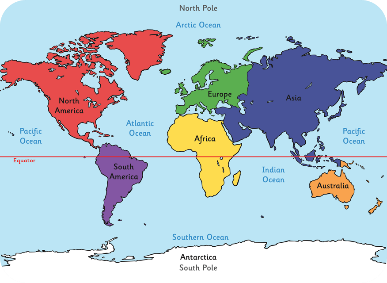 North Pole
Arctic Ocean
North
America
Europe
Asia
Pacific
Ocean
Atlantic
Ocean
Africa
Pacific
Ocean
Equator
South
America
Indian
Ocean
Australia
Southern Ocean
Antarctica
South Pole